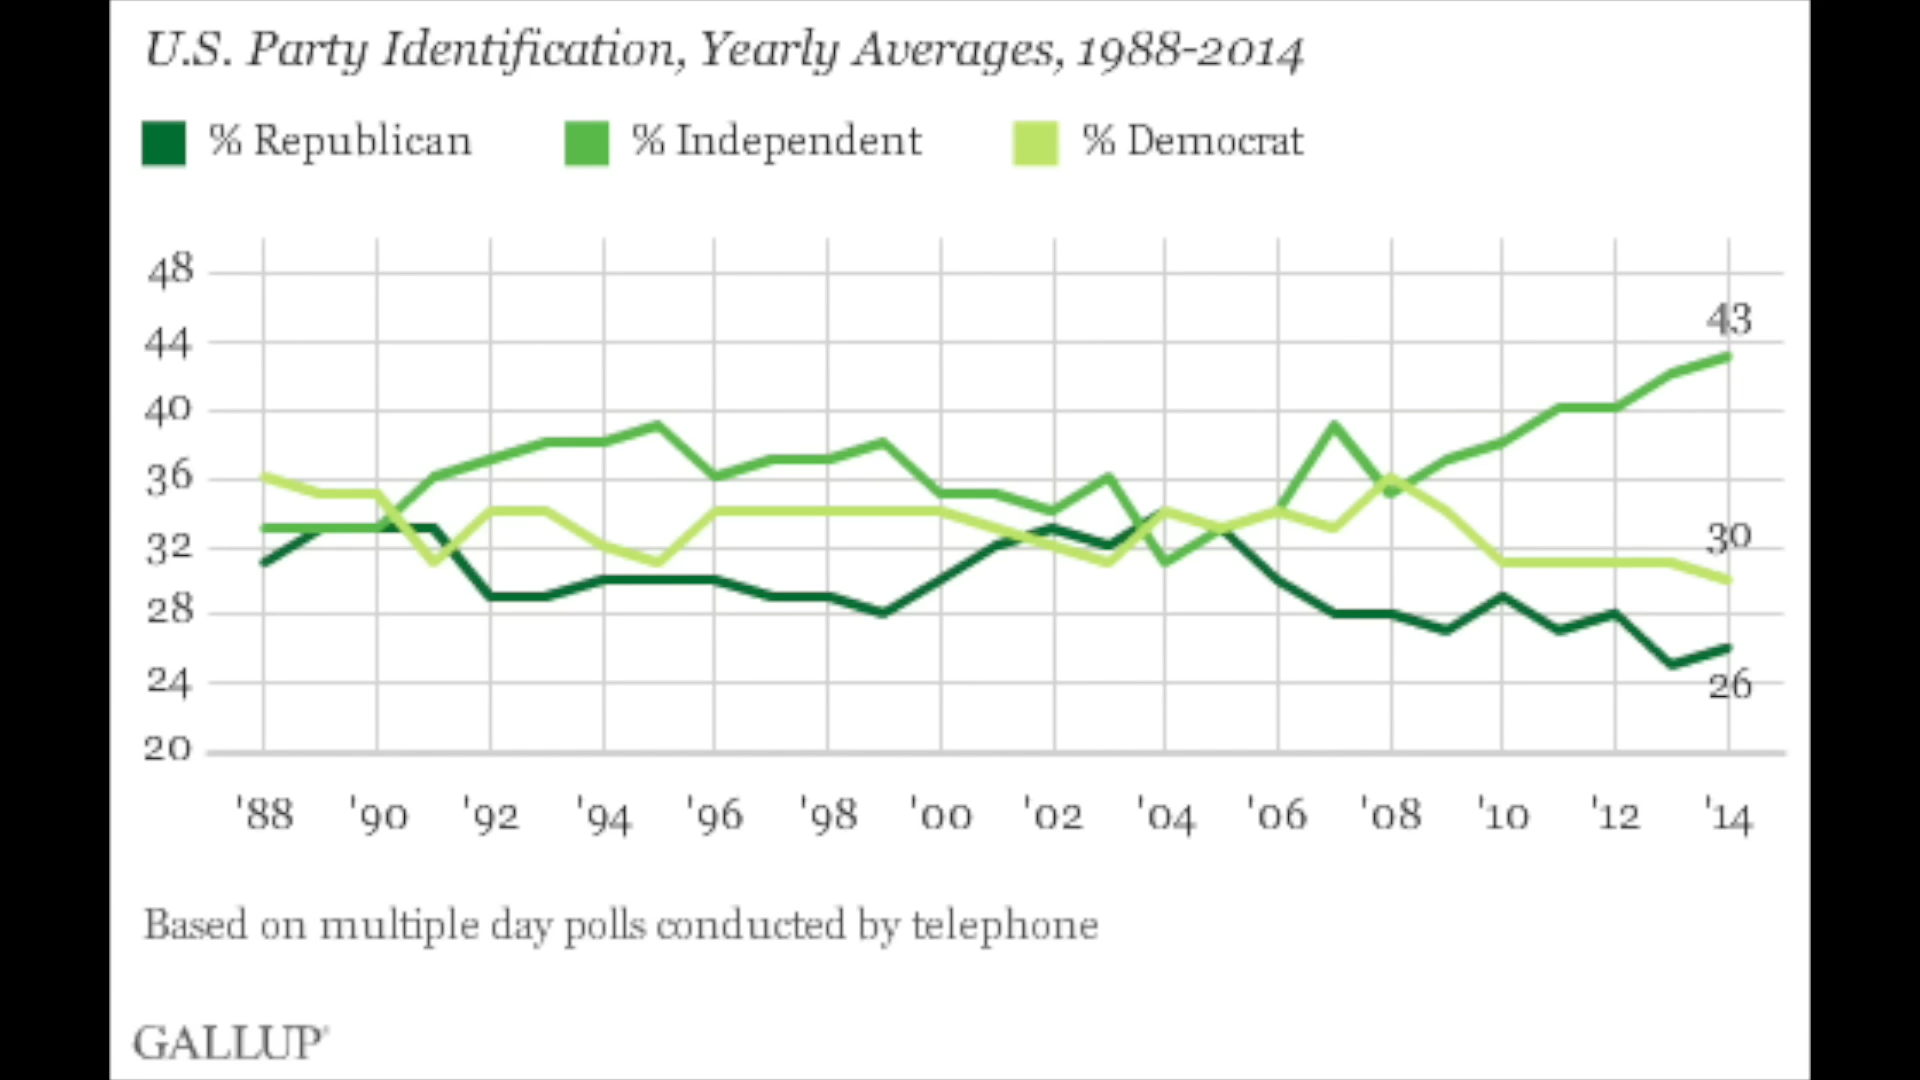 U.S. Party Identification, Yearly Averages, 1988-2014
% Republican % Independent % Democrat
48
44
43
40
36
32
30
28
24
26
20
'88 '90 '92 '94 '96 '98 '00 '02 '04 '06 '08 '10 '12 '14
Based on multiple day polls conducted by telephone
GALLUP®